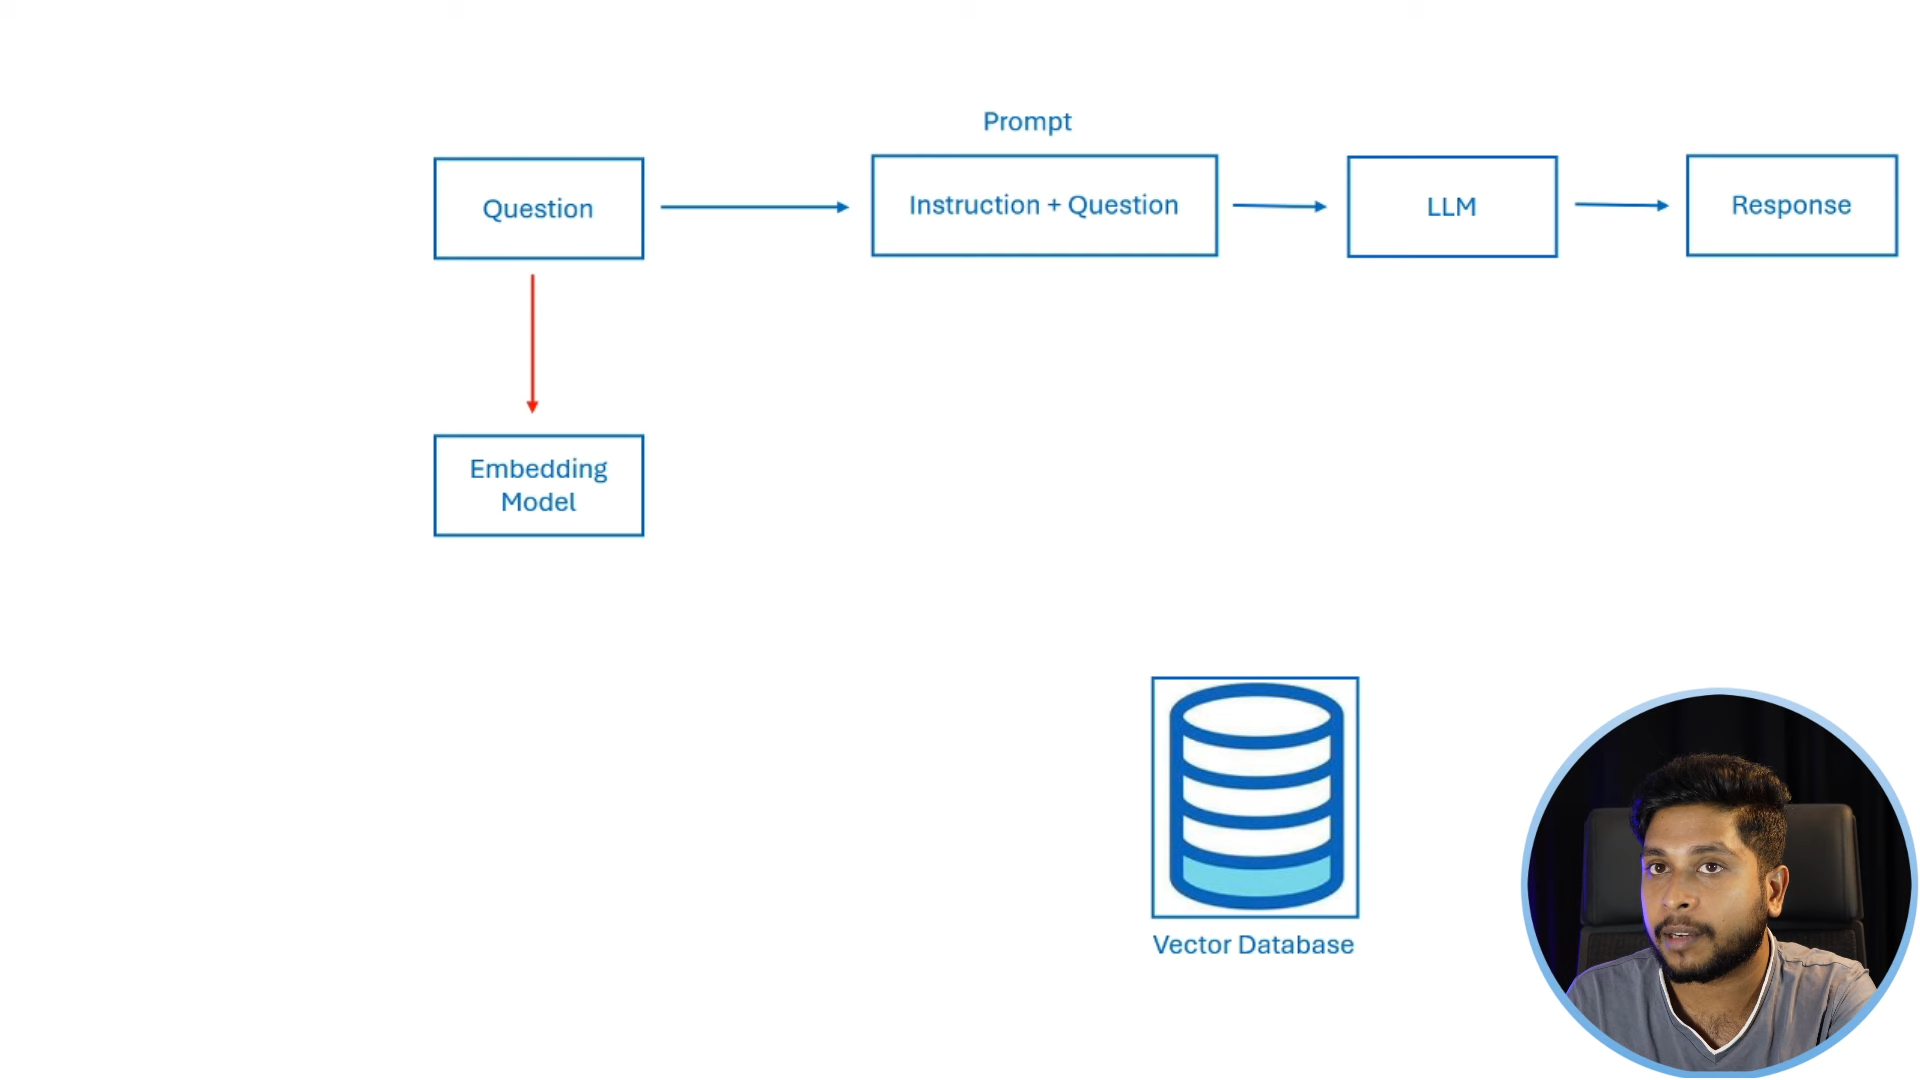 Prompt
Question
Instruction + Question
LLM
Response
Embedding
Model
Vector Database